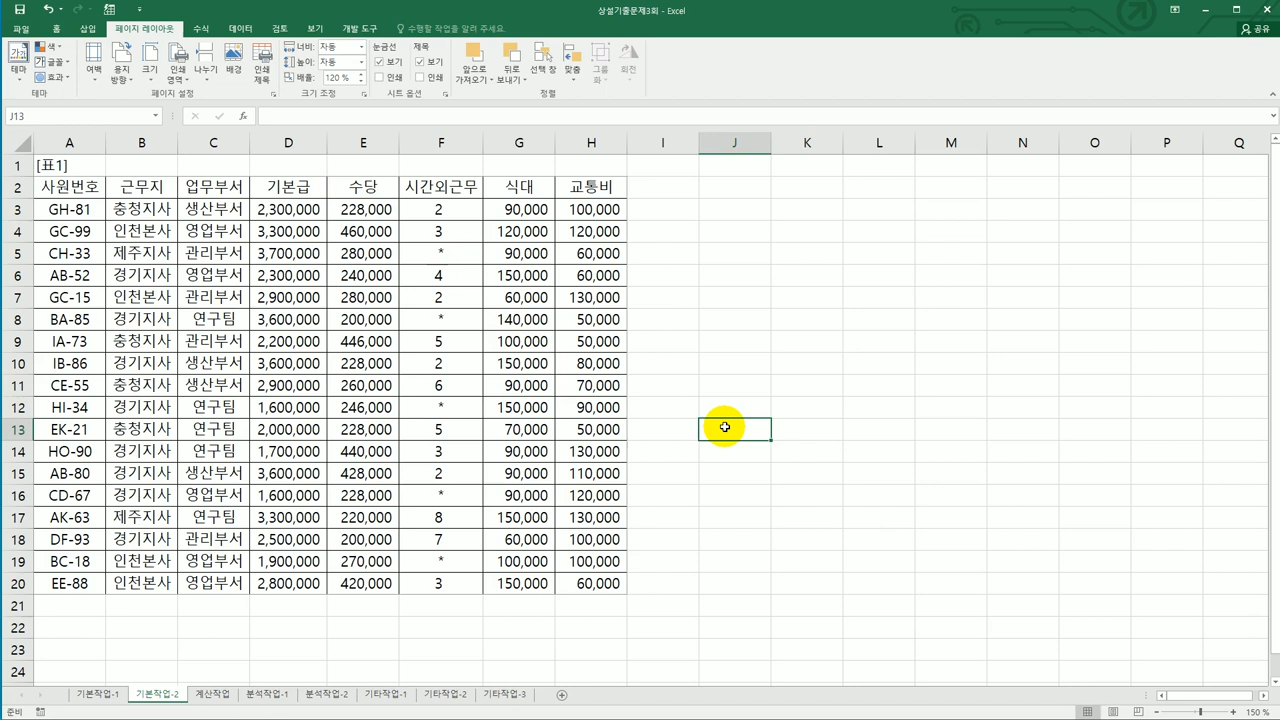 상설기출문제3회 - Excel
파일 홈 삽입 페이지 레이아웃 수식 데이터 검토 보기 개발 도구 수행할 작업을 알려 주세요. 공유
테마 색 글꼴 효과 여백 용지 방향 크기 인쇄 영역 나누기 배경 인쇄 제목 너비: 자동 높이: 자동 배율: 120 % 눈금선 보기 인쇄 제목 보기 인쇄 앞으로 가져오기 뒤로 보내기 선택 창 맞춤 그룹화 회전
테마 페이지 설정 크기 조정 시트 옵션 정렬
J13 fx
A B C D E F G H I J K L M N O P Q
1 [표1]
2 사원번호 근무지 업무부서 기본급 수당 시간외근무 식대 교통비
3 GH-81 충청지사 생산부서 2,300,000 228,000 2 90,000 100,000
4 GC-99 인천본사 영업부서 3,300,000 460,000 3 120,000 120,000
5 CH-33 제주지사 관리부서 3,700,000 280,000 * 90,000 60,000
6 AB-52 경기지사 영업부서 2,300,000 240,000 4 150,000 60,000
7 GC-15 인천본사 관리부서 2,900,000 280,000 2 60,000 130,000
8 BA-85 경기지사 연구팀 3,600,000 200,000 * 140,000 50,000
9 IA-73 충청지사 관리부서 2,200,000 446,000 5 100,000 50,000
10 IB-86 경기지사 생산부서 3,600,000 228,000 2 150,000 80,000
11 CE-55 충청지사 생산부서 2,900,000 260,000 6 90,000 70,000
12 HI-34 경기지사 연구팀 1,600,000 246,000 * 150,000 90,000
13 EK-21 충청지사 연구팀 2,000,000 228,000 5 70,000 50,000
14 HO-90 경기지사 연구팀 1,700,000 440,000 3 90,000 130,000
15 AB-80 경기지사 생산부서 3,600,000 428,000 2 90,000 110,000
16 CD-67 경기지사 영업부서 1,600,000 228,000 * 90,000 120,000
17 AK-63 제주지사 연구팀 3,300,000 220,000 8 150,000 130,000
18 DF-93 경기지사 관리부서 2,500,000 200,000 7 60,000 100,000
19 BC-18 인천본사 영업부서 1,900,000 270,000 * 100,000 100,000
20 EE-88 인천본사 영업부서 2,800,000 420,000 3 150,000 60,000
21
22
23
24
기본작업-1 기본작업-2 계산작업 분석작업-1 분석작업-2 기타작업-1 기타작업-2 기타작업-3
준비 150 %